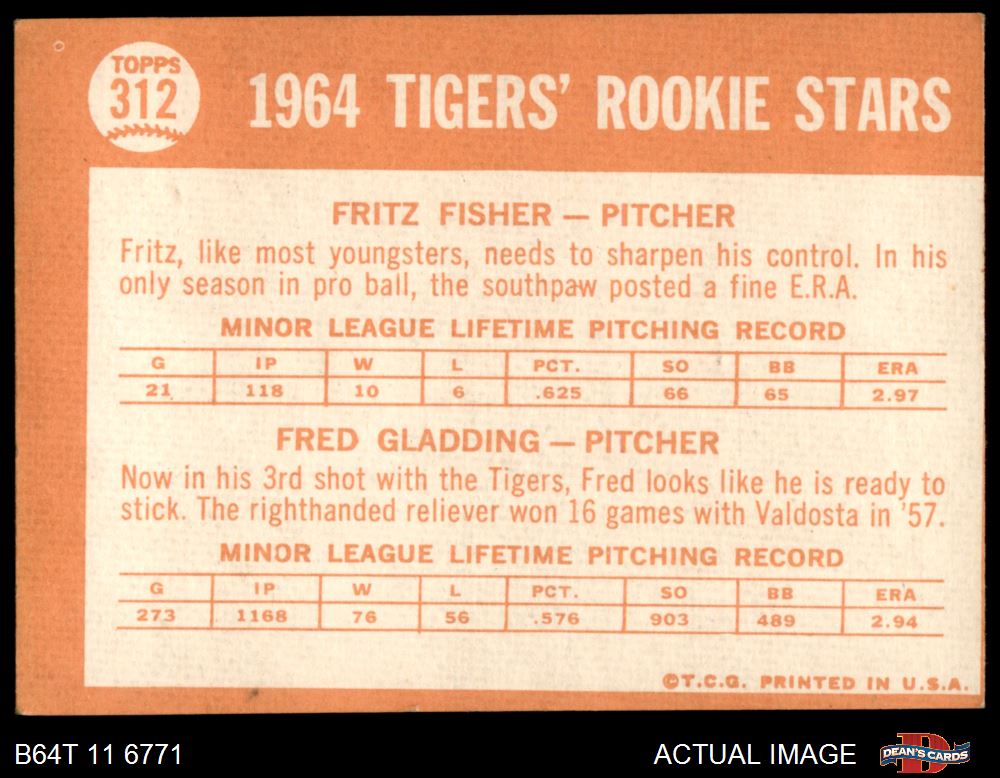 TOPPS
312
1964 TIGERS' ROOKIE STARS
FRITZ FISHER — PITCHER
Fritz, like most youngsters, needs to sharpen his control. In his
only season in pro ball, the southpaw posted a fine E.R.A.
MINOR LEAGUE LIFETIME PITCHING RECORD
G IP W L PCT. SO BB ERA
21 118 10 6 .625 66 65 2.97
FRED GLADDING — PITCHER
Now in his 3rd shot with the Tigers, Fred looks like he is ready to
stick. The righthanded reliever won 16 games with Valdosta in '57.
MINOR LEAGUE LIFETIME PITCHING RECORD
G IP W L PCT. SO BB ERA
273 1168 76 56 .576 903 489 2.94
©T.C.G. PRINTED IN U.S.A.
B64T 11 6771
ACTUAL IMAGE
DEAN'S CARDS